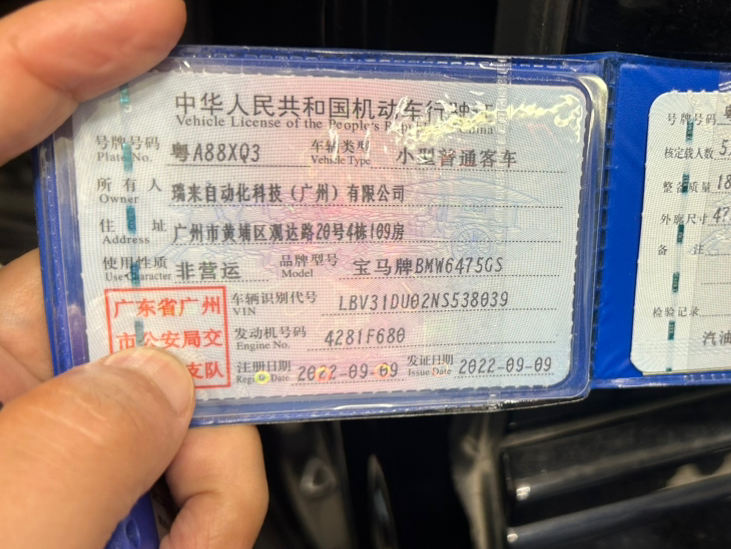 中华人民共和国机动车行驶证
Vehicle License of the People's Republic of China
号牌号码 粤A88XQ3 车辆类型 小型普通客车
Plate No. Vehicle Type
所有人 瑞来自动化科技（广州）有限公司
Owner
住址 广州市黄埔区观达路20号4栋109房
Address
使用性质 非营运 品牌型号 宝马牌BMW6475GS
Use Character Model
广东省广州
市公安局交
支队
车辆识别代号 LBV31DU02NS538039
VIN
发动机号码 4281F680
Engine No.
注册日期 2022-09-09 发证日期 2022-09-09
Register Date Issue Date
号牌号码
核定载人数 5
整备质量 18
外廓尺寸 47
备注
检验记录
汽油